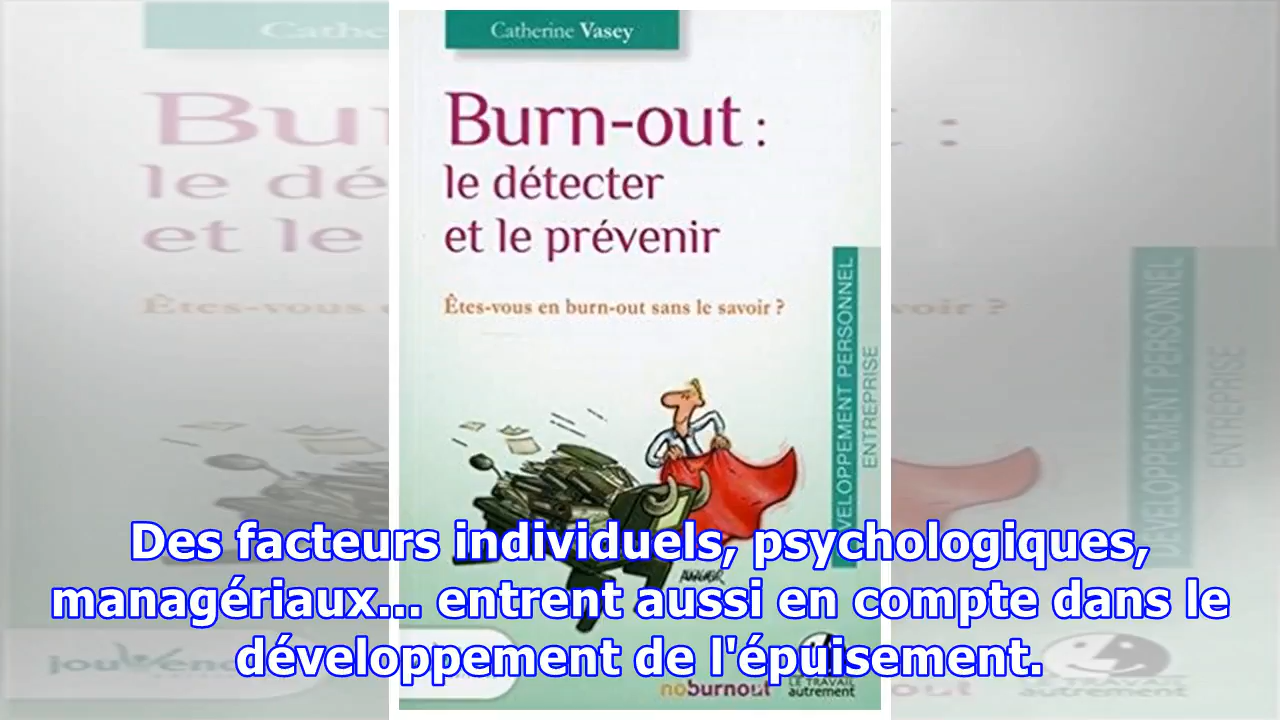 Catherine Vasey
Burn-out :
le détecter
et le prévenir
Êtes-vous en burn-out sans le savoir ?
DÉVELOPPEMENT PERSONNEL
ENTREPRISE
Des facteurs individuels, psychologiques,
managériaux... entrent aussi en compte dans le
développement de l'épuisement.
noburnout
LE TRAVAIL
autrement